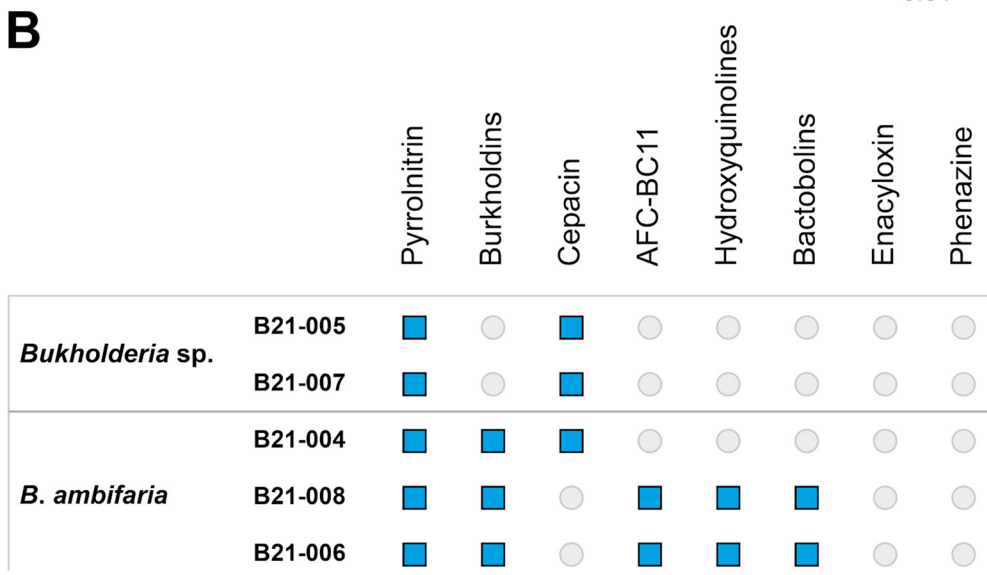 B
Pyrrolnitrin
Burkholdins
Cepacin
AFC-BC11
Hydroxyquinolines
Bactobolins
Enacyloxin
Phenazine
Bukholderia sp.
B21-005
B21-007
B. ambifaria
B21-004
B21-008
B21-006